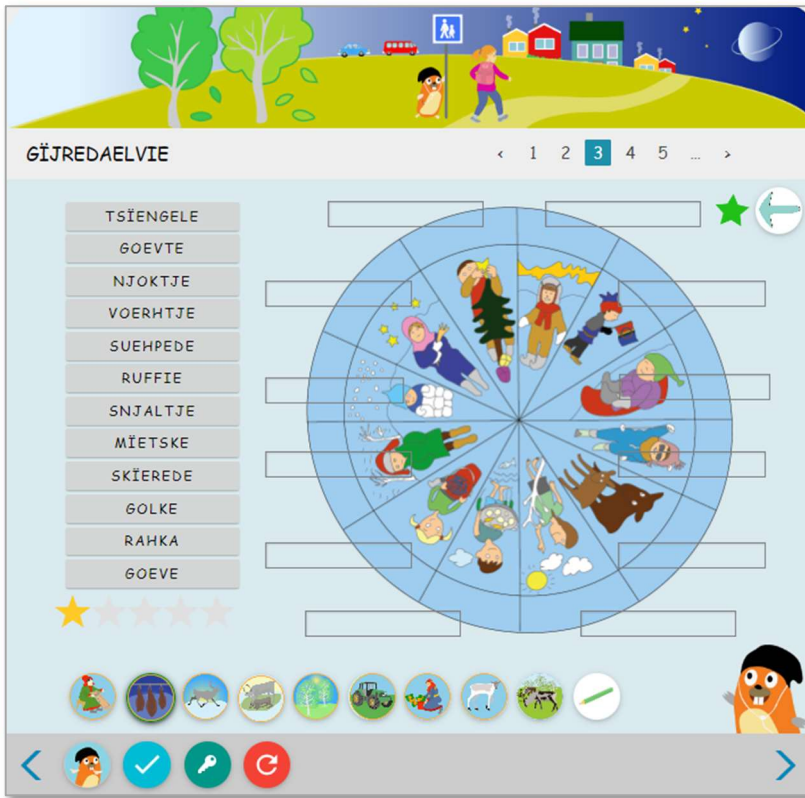 GÏJREDAELVIE
‹ 1 2 3 4 5 ... ›
TSÏENGELE
GOEVTE
NJOKTJE
VOERHTJE
SUEHPEDE
RUFFIE
SNJALTJE
MÏETSKE
SKÏEREDE
GOLKE
RAHKA
GOEVE